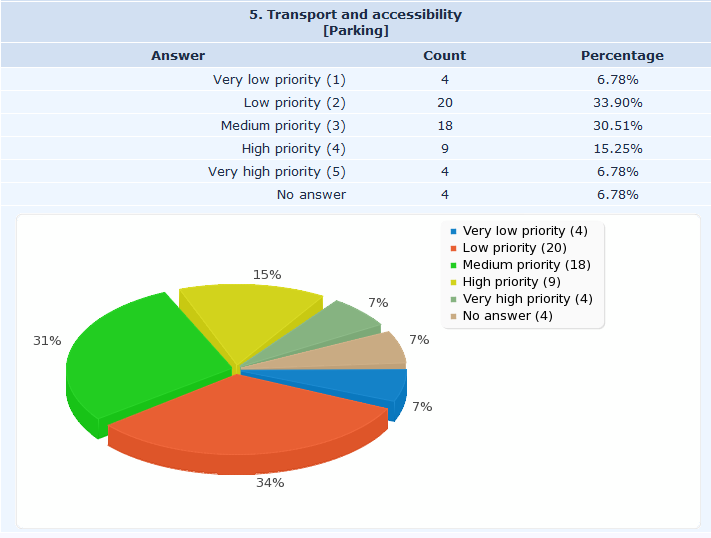 5. Transport and accessibility
[Parking]
Answer Count Percentage
Very low priority (1) 4 6.78%
Low priority (2) 20 33.90%
Medium priority (3) 18 30.51%
High priority (4) 9 15.25%
Very high priority (5) 4 6.78%
No answer 4 6.78%
Very low priority (4)
Low priority (20)
Medium priority (18)
High priority (9)
Very high priority (4)
No answer (4)
15%
7%
31%
7%
7%
34%